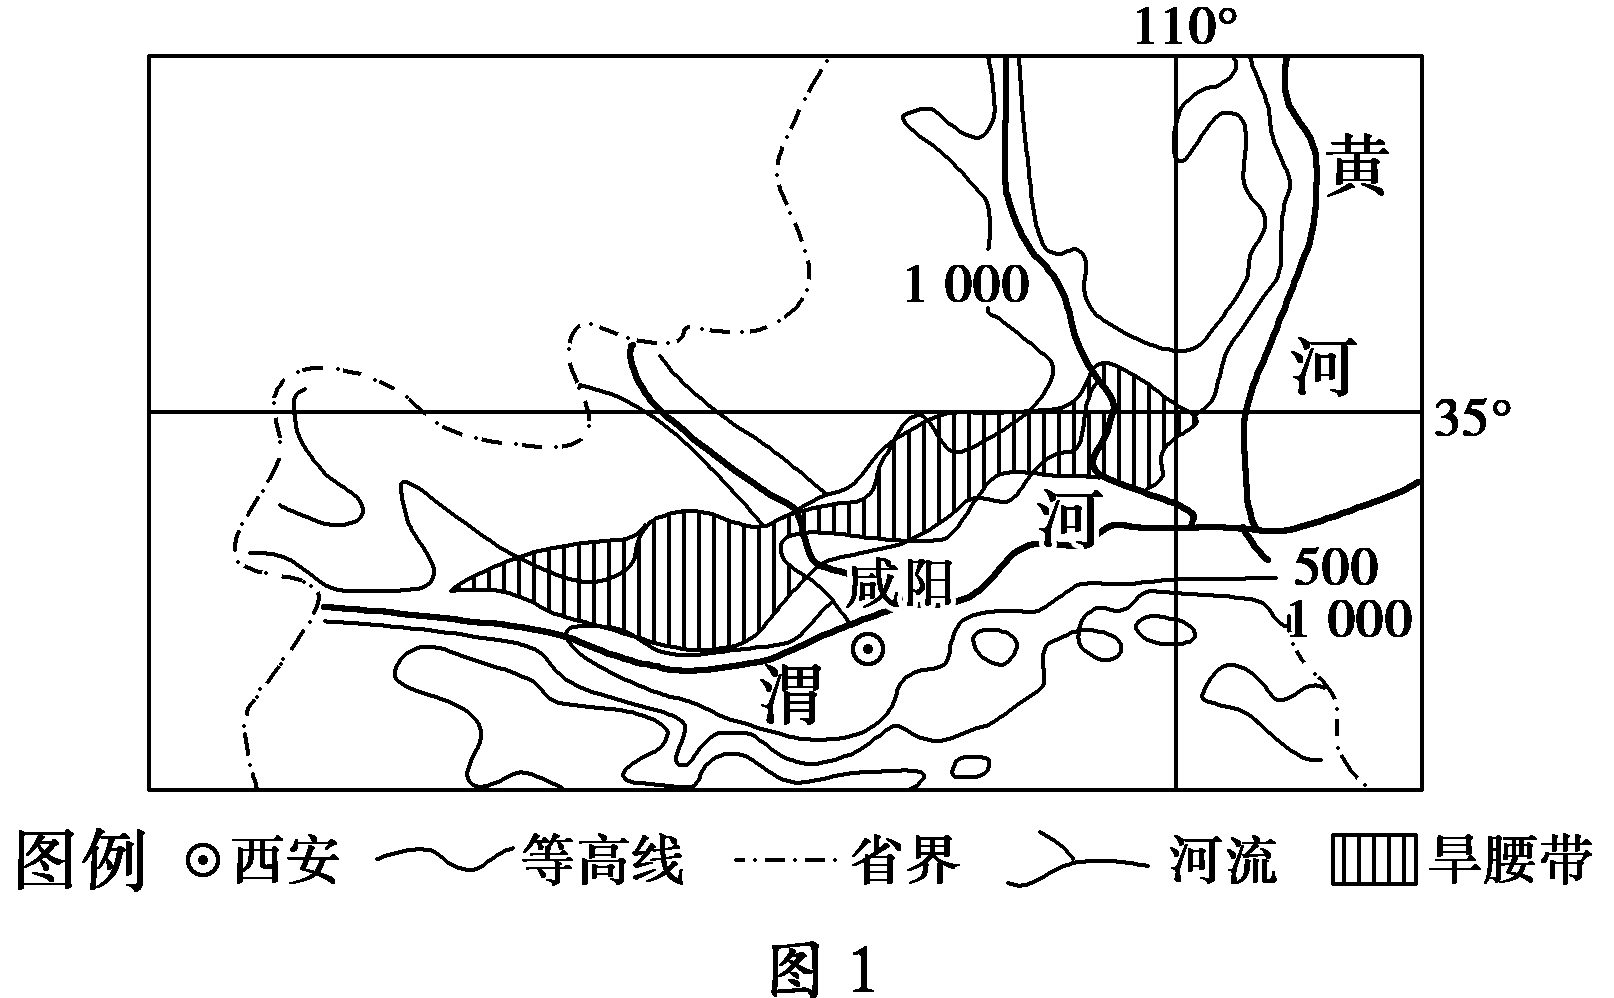 110°
黄
河
1 000
35°
河
咸阳
500
1 000
渭
图例 西安 等高线 省界 河流 旱腰带
图 1